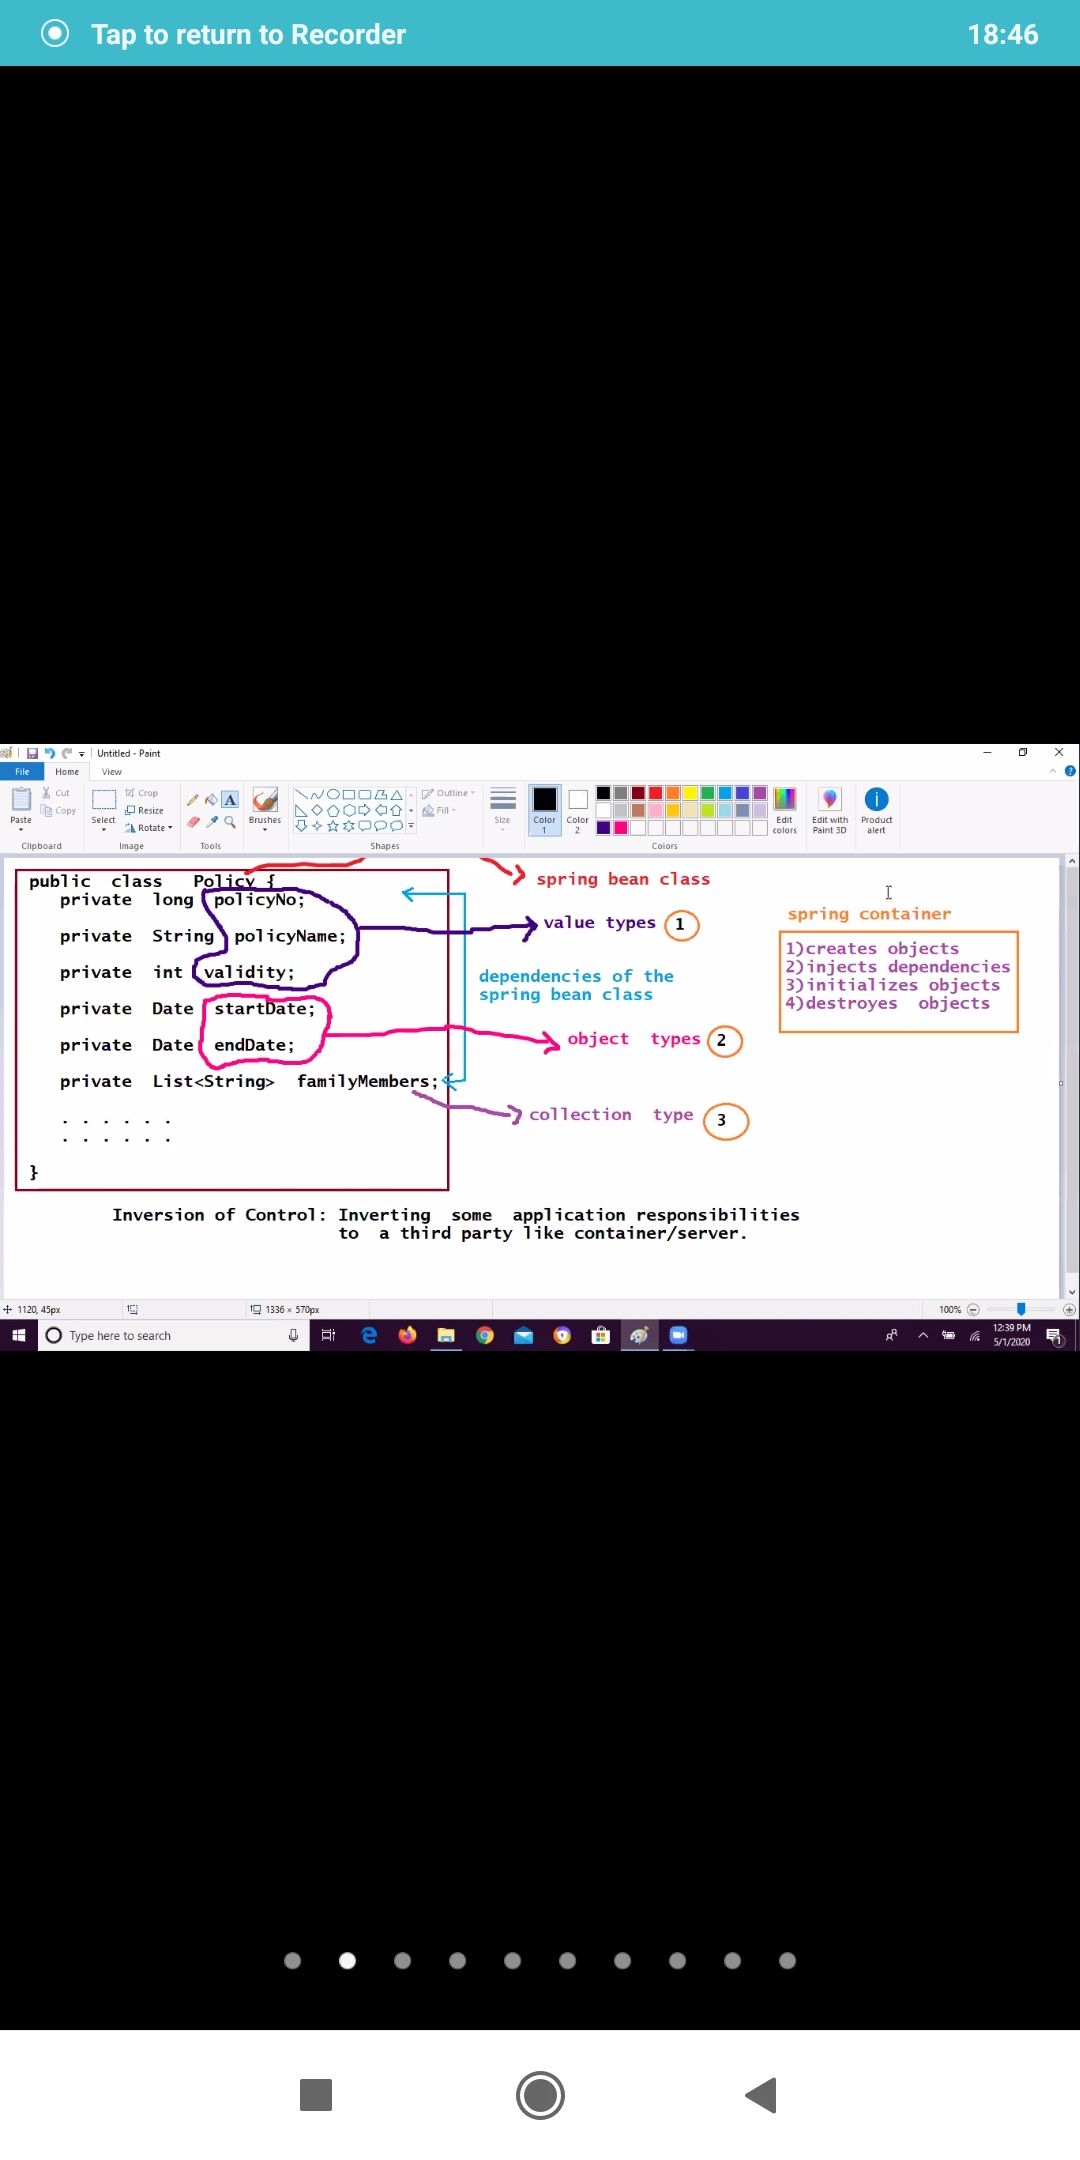 Tap to return to Recorder 18:46
Untitled - Paint
File Home View
Cut
Copy
Paste
Clipboard
Crop
Resize
Rotate
Select
Image
A
Tools
Brushes
Outline
Fill
Shapes
Size
Color 1
Color 2
Edit colors
Colors
Edit with Paint 3D
Product alert
public class Policy {
private long policyNo;
private String policyName;
private int validity;
private Date startDate;
private Date endDate;
private List<String> familyMembers;
. . . . . .
. . . . . .
}
spring bean class
value types 1
dependencies of the
spring bean class
object types 2
collection type 3
spring container
1)creates objects
2)injects dependencies
3)initializes objects
4)destroyes objects
Inversion of Control: Inverting some application responsibilities
to a third party like container/server.
1120, 45px 1336 × 570px 100%
Type here to search
12:39 PM
5/1/2020
1